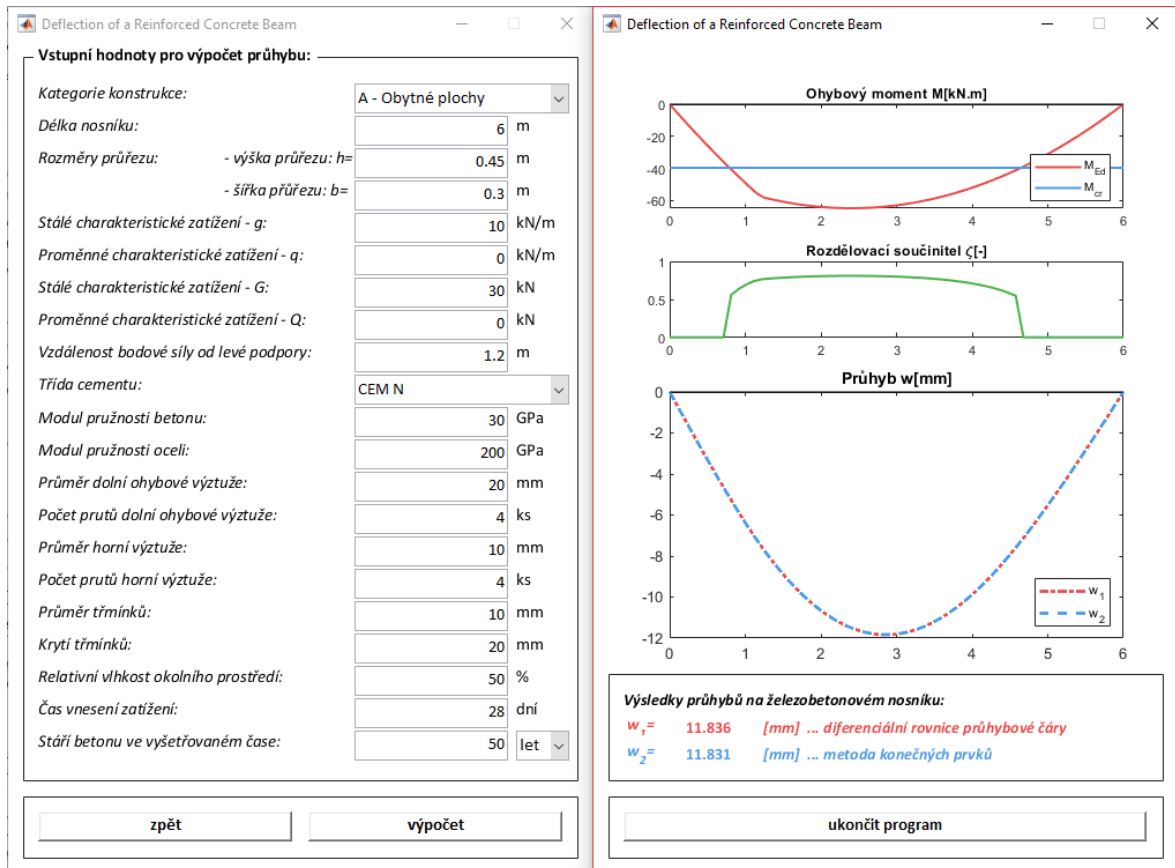 Deflection of a Reinforced Concrete Beam
Vstupní hodnoty pro výpočet průhybu:
Kategorie konstrukce: A - Obytné plochy
Délka nosníku: 6 m
Rozměry průřezu: - výška průřezu: h= 0.45 m
- šířka přůřezu: b= 0.3 m
Stálé charakteristické zatížení - g: 10 kN/m
Proměnné charakteristické zatížení - q: 0 kN/m
Stálé charakteristické zatížení - G: 30 kN
Proměnné charakteristické zatížení - Q: 0 kN
Vzdálenost bodové síly od levé podpory: 1.2 m
Třída cementu: CEM N
Modul pružnosti betonu: 30 GPa
Modul pružnosti oceli: 200 GPa
Průměr dolní ohybové výztuže: 20 mm
Počet prutů dolní ohybové výztuže: 4 ks
Průměr horní výztuže: 10 mm
Počet prutů horní výztuže: 4 ks
Průměr třmínků: 10 mm
Krytí třmínků: 20 mm
Relativní vlhkost okolního prostředí: 50 %
Čas vnesení zatížení: 28 dní
Stáří betonu ve vyšetřovaném čase: 50 let
zpět výpočet
Deflection of a Reinforced Concrete Beam
Ohybový moment M[kN.m]
0
-20
-40
-60
M_Ed
M_cr
0 1 2 3 4 5 6
Rozdělovací součinitel ζ[-]
1
0.5
0
0 1 2 3 4 5 6
Průhyb w[mm]
0
-2
-4
-6
-8
-10
-12
w_1
w_2
0 1 2 3 4 5 6
Výsledky průhybů na železobetonovém nosníku:
w_1= 11.836 [mm] ... diferenciální rovnice průhybové čáry
w_2= 11.831 [mm] ... metoda konečných prvků
ukončit program